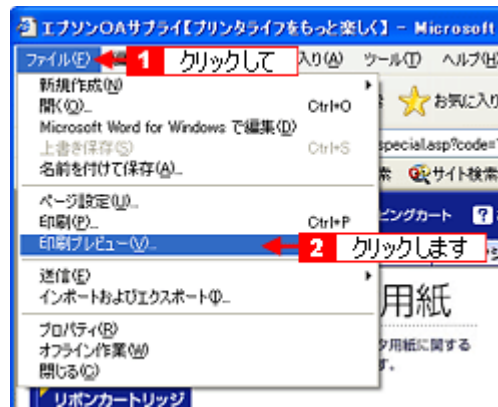 エプソンOAサプライ【プリンタライフをもっと楽しく】 - Microsoft
ファイル(F) 1 クリックして 入り(A) ツール(T) ヘルプ(H
新規作成(N)
開く(O)... Ctrl+O お気に入り
Microsoft Word for Windows で編集(D)
上書き保存(S) Ctrl+S special.asp?code=
名前を付けて保存(A)... 索 サイト検索
ページ設定(U)...
印刷(P)... Ctrl+P ピングカート ?
印刷プレビュー(V)... 2 クリックします
送信(E)
インポートおよびエクスポート(I)... 用紙
プロパティ(R)
オフライン作業(W) タ用紙に関する
閉じる(C) す。
リボンカートリッジ